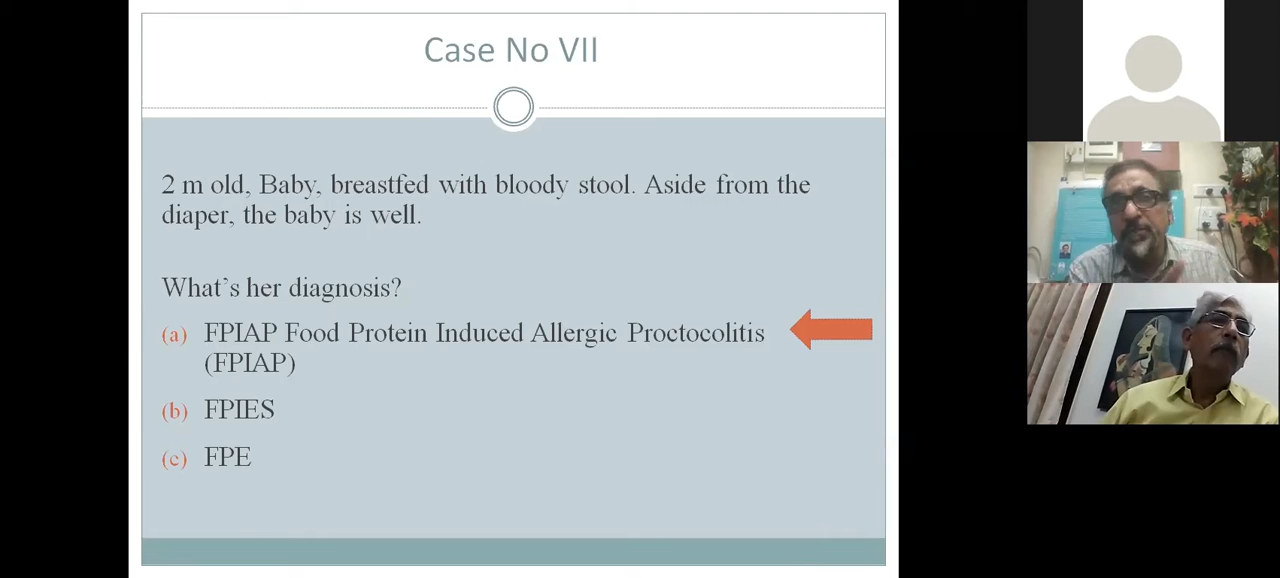 Case No VII
2 m old, Baby, breastfed with bloody stool. Aside from the
diaper, the baby is well.
What's her diagnosis?
(a) FPIAP Food Protein Induced Allergic Proctocolitis
(FPIAP)
(b) FPIES
(c) FPE